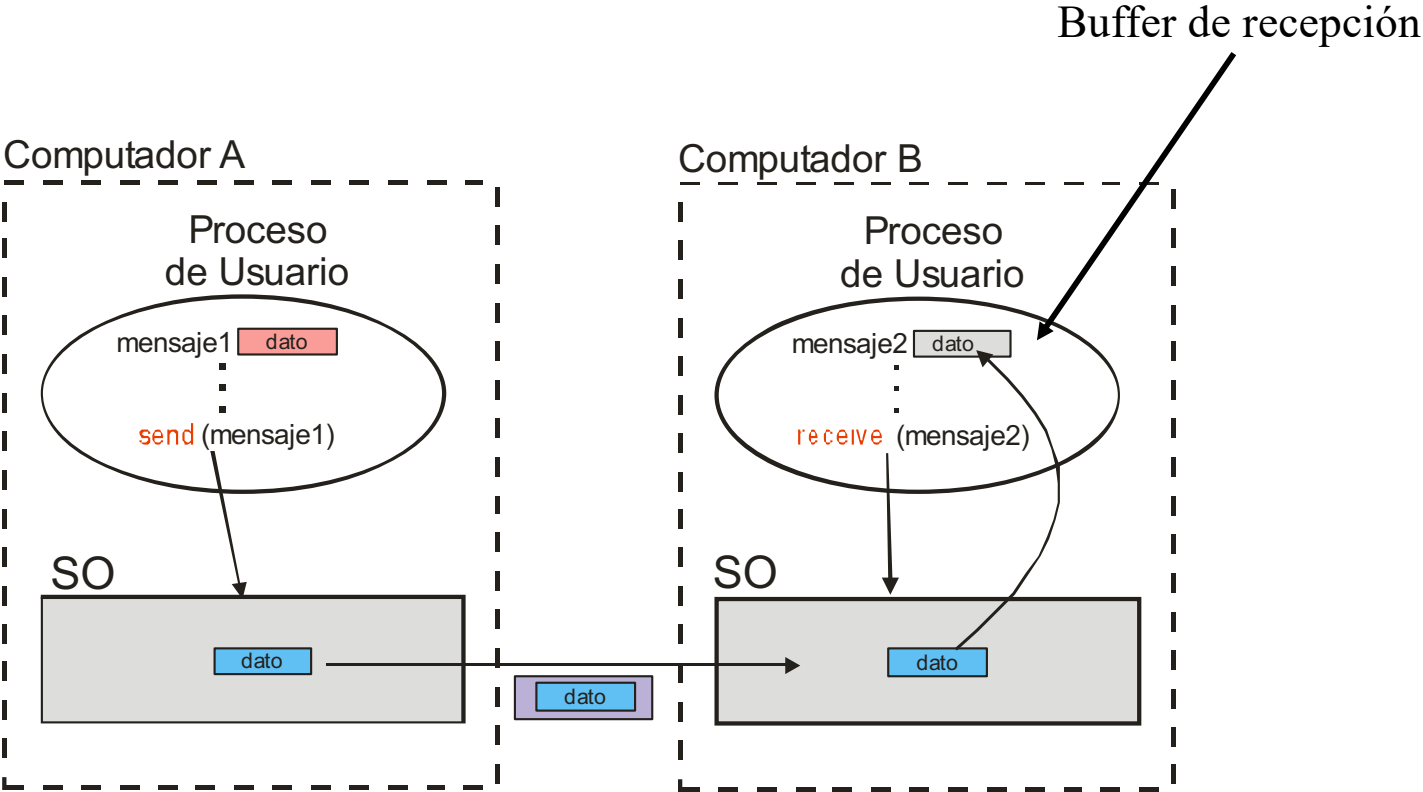 Buffer de recepción
Computador A
Proceso
de Usuario
mensaje1 dato
send (mensaje1)
SO
dato
dato
Computador B
Proceso
de Usuario
mensaje2 dato
receive (mensaje2)
SO
dato